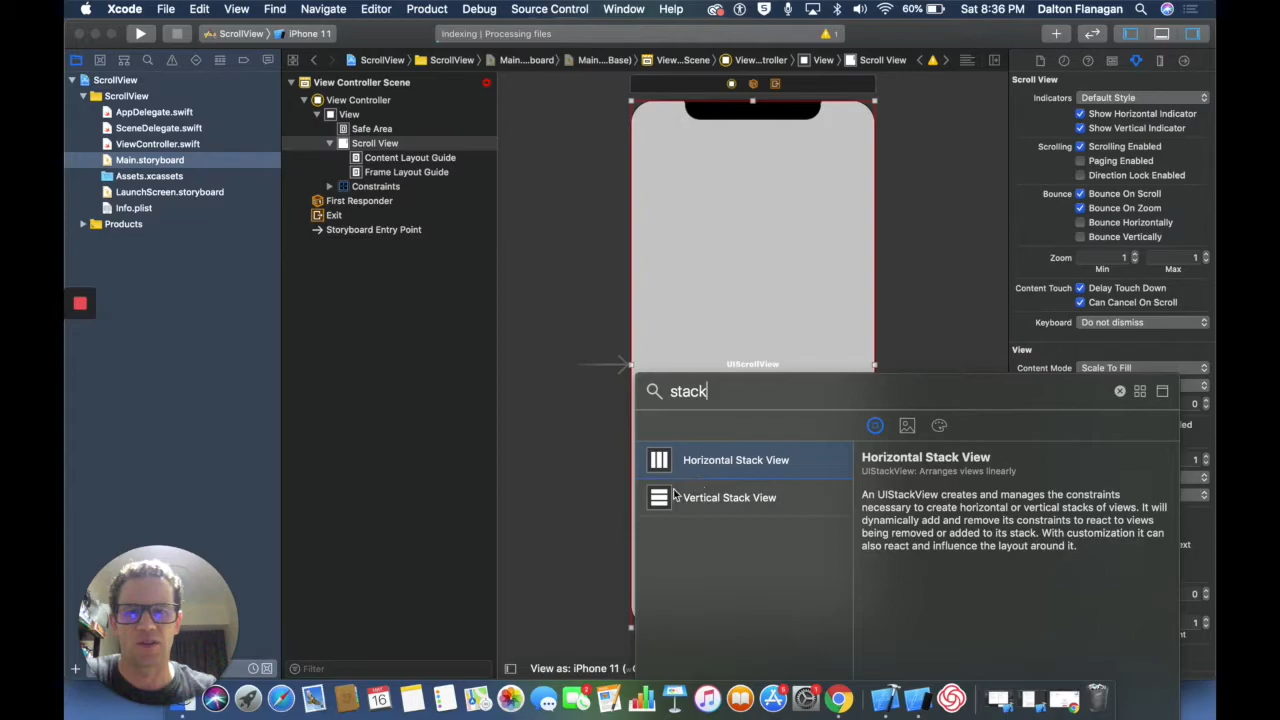 Xcode File Edit View Find Navigate Editor Product Debug Source Control Window Help 60% Sat 8:36 PM Dalton Flanagan
ScrollView iPhone 11 Indexing | Processing files 1
ScrollView ScrollView Main....board Main....Base) View...Scene View...troller View Scroll View
ScrollView
ScrollView
AppDelegate.swift
SceneDelegate.swift
ViewController.swift
Main.storyboard
Assets.xcassets
LaunchScreen.storyboard
Info.plist
Products
View Controller Scene
View Controller
View
Safe Area
Scroll View
Content Layout Guide
Frame Layout Guide
Constraints
First Responder
Exit
Storyboard Entry Point
Filter
UIScrollView
View as: iPhone 11 (
Scroll View
Indicators Default Style
Show Horizontal Indicator
Show Vertical Indicator
Scrolling Scrolling Enabled
Paging Enabled
Direction Lock Enabled
Bounce Bounce On Scroll
Bounce On Zoom
Bounce Horizontally
Bounce Vertically
Zoom 1 1
Min Max
Content Touch Delay Touch Down
Can Cancel On Scroll
Keyboard Do not dismiss
View
Content Mode Scale To Fill
0
1
0
1
stack
Horizontal Stack View
Vertical Stack View
Horizontal Stack View
UIStackView: Arranges views linearly
An UIStackView creates and manages the constraints
necessary to create horizontal or vertical stacks of views. It will
dynamically add and remove its constraints to react to views
being removed or added to its stack. With customization it can
also react and influence the layout around it.